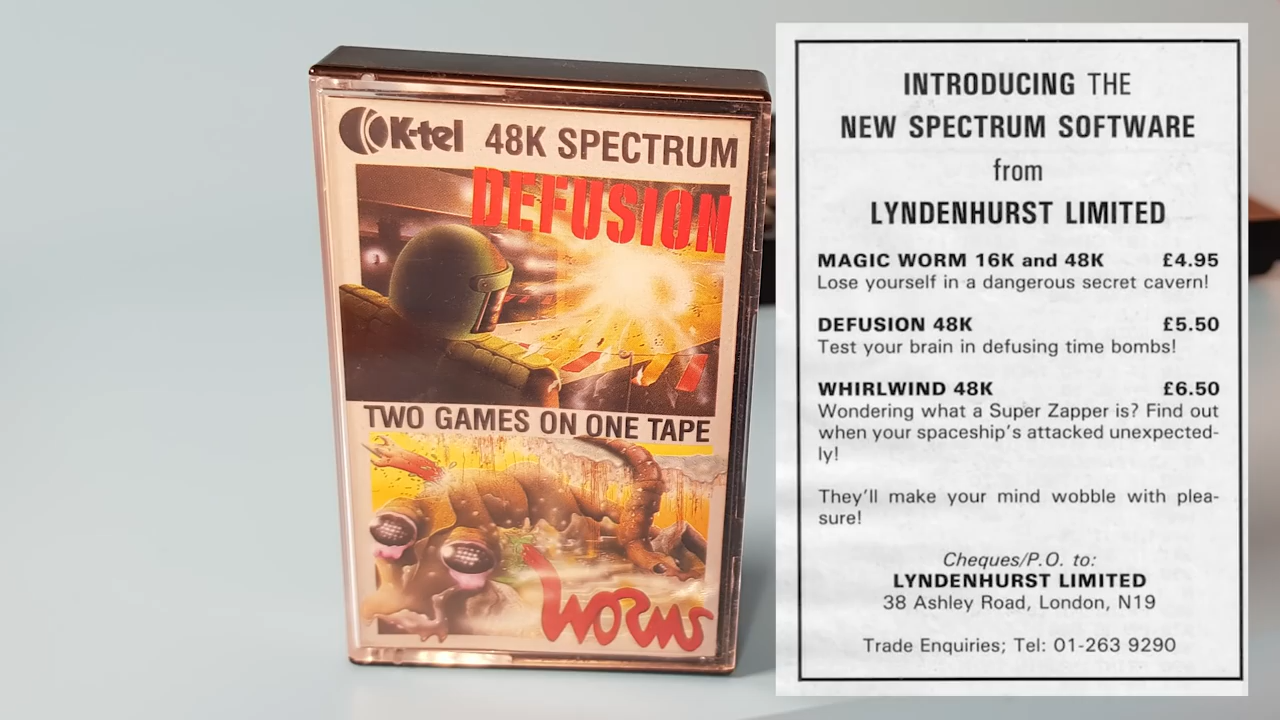 K-tel 48K SPECTRUM
DEFUSION
TWO GAMES ON ONE TAPE
WORMS
INTRODUCING THE
NEW SPECTRUM SOFTWARE
from
LYNDENHURST LIMITED
MAGIC WORM 16K and 48K £4.95
Lose yourself in a dangerous secret cavern!
DEFUSION 48K £5.50
Test your brain in defusing time bombs!
WHIRLWIND 48K £6.50
Wondering what a Super Zapper is? Find out
when your spaceship's attacked unexpected-
ly!
They'll make your mind wobble with plea-
sure!
Cheques/P.O. to:
LYNDENHURST LIMITED
38 Ashley Road, London, N19
Trade Enquiries; Tel: 01-263 9290